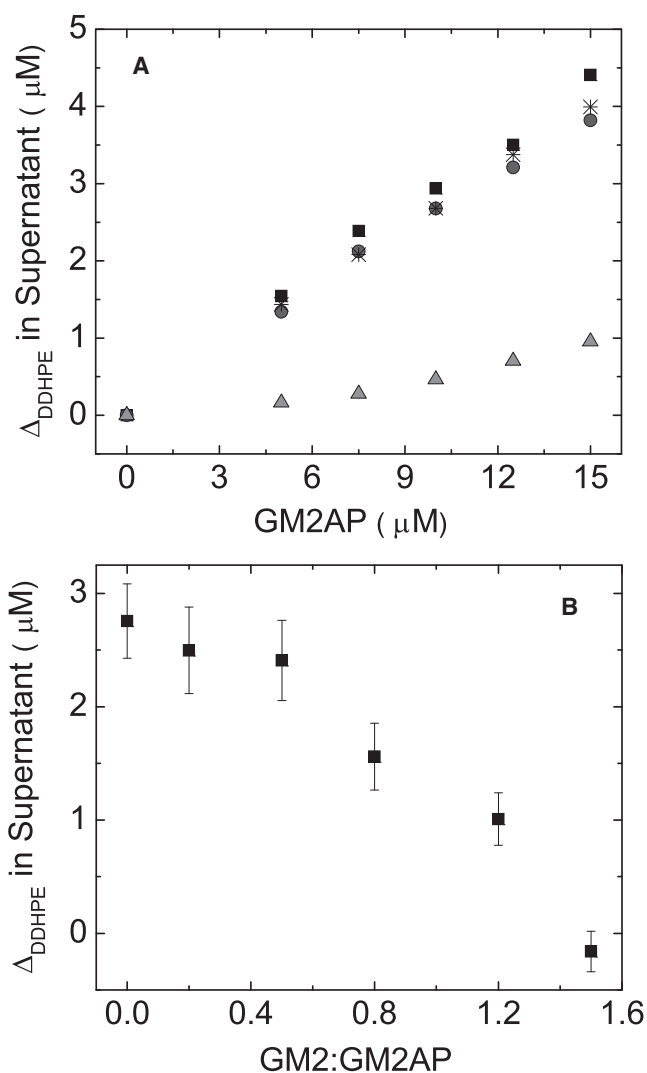 A
5
4
3
2
1
0
Δ_DDHPE in Supernatant ( μM)
0 3 6 9 12 15
GM2AP ( μM)
B
3
2
1
0
Δ_DDHPE in Supernatant ( μM)
0.0 0.4 0.8 1.2 1.6
GM2:GM2AP